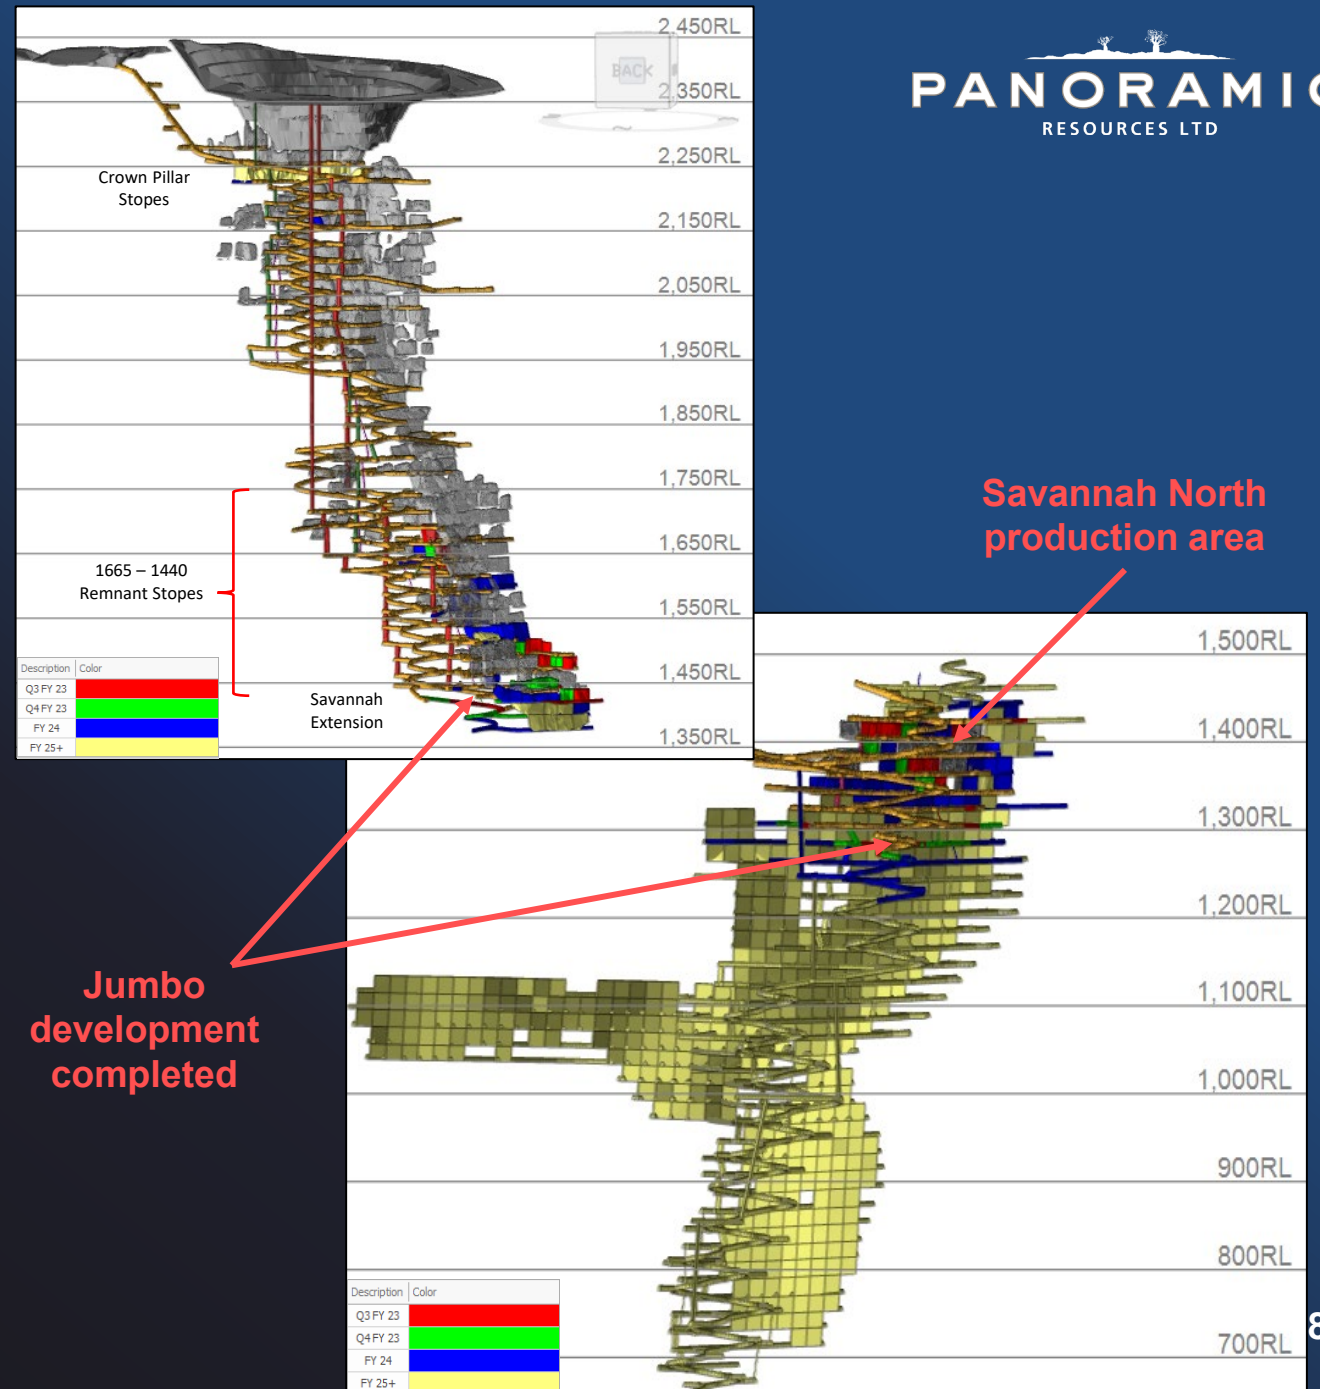 2,450RL
BACK
2,350RL
2,250RL
2,150RL
2,050RL
1,950RL
1,850RL
1,750RL
1,650RL
1,550RL
1,450RL
1,350RL
Crown Pillar
Stopes
1665 – 1440
Remnant Stopes
Savannah
Extension
Description Color
Q3 FY 23
Q4 FY 23
FY 24
FY 25+
PANORAMIC
RESOURCES LTD
Savannah North
production area
Jumbo
development
completed
1,500RL
1,400RL
1,300RL
1,200RL
1,100RL
1,000RL
900RL
800RL
700RL
Description Color
Q3 FY 23
Q4 FY 23
FY 24
FY 25+
8